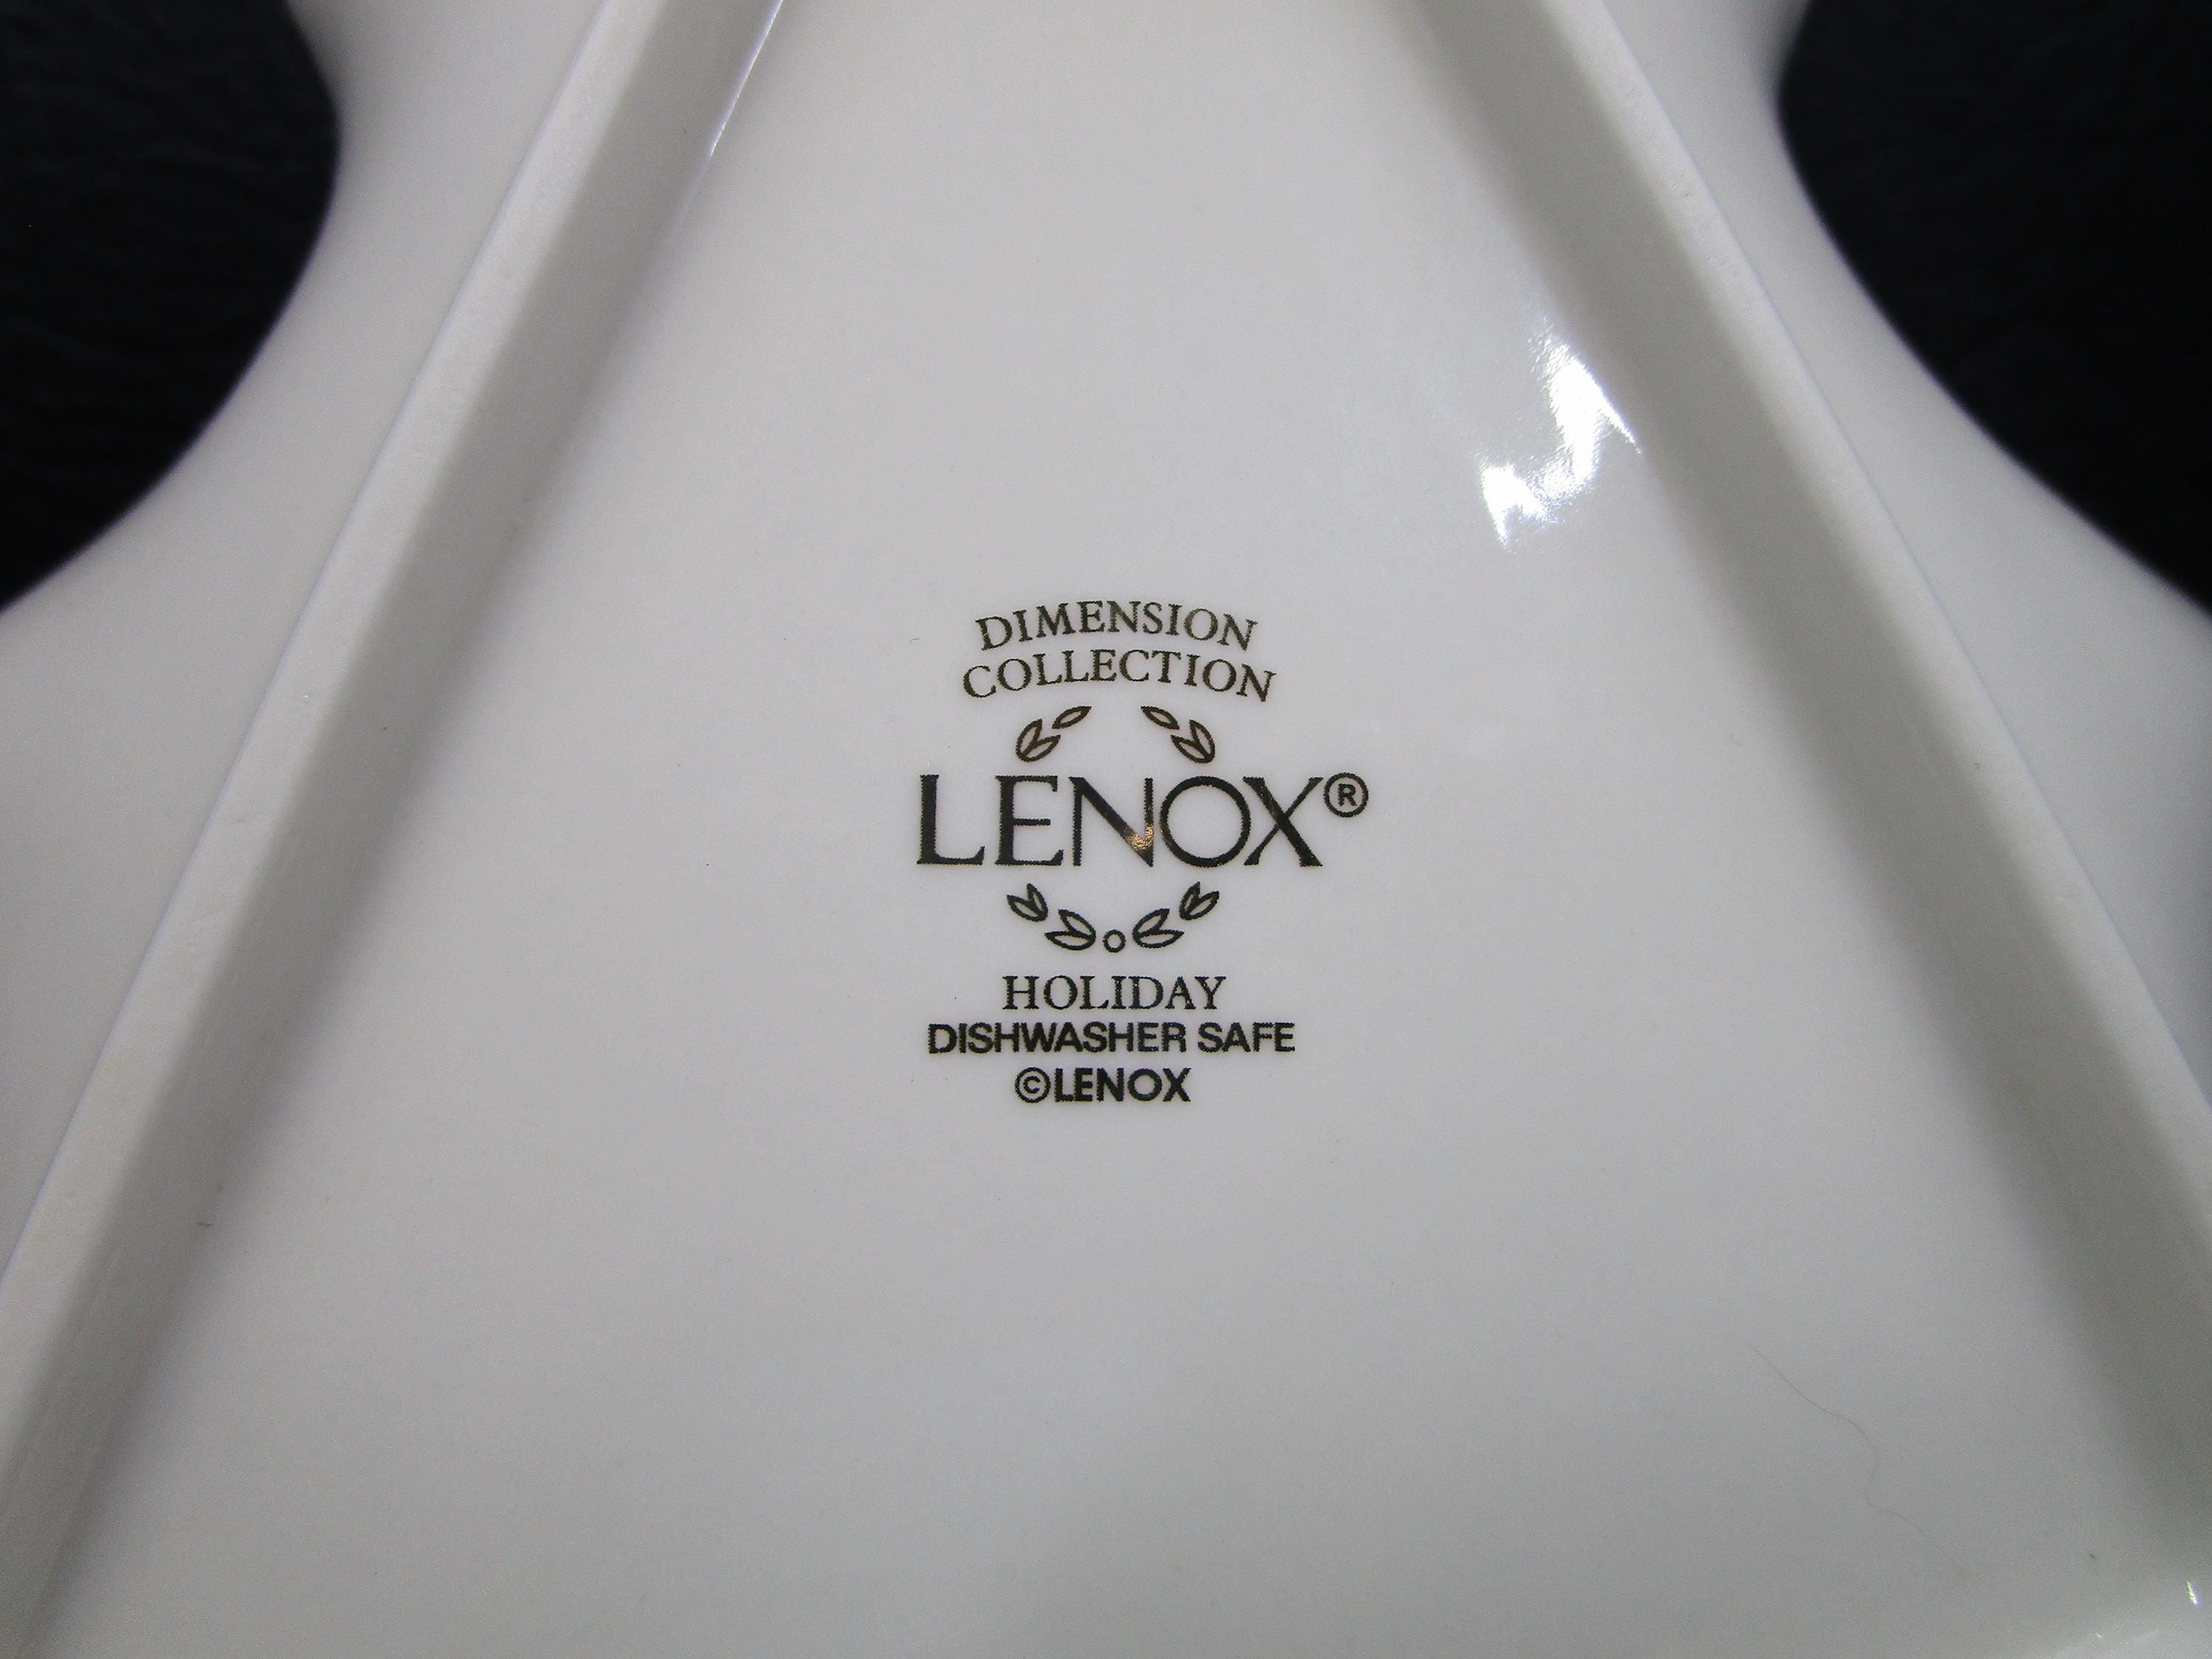 DIMENSION
COLLECTION
LENOX®
HOLIDAY
DISHWASHER SAFE
©LENOX